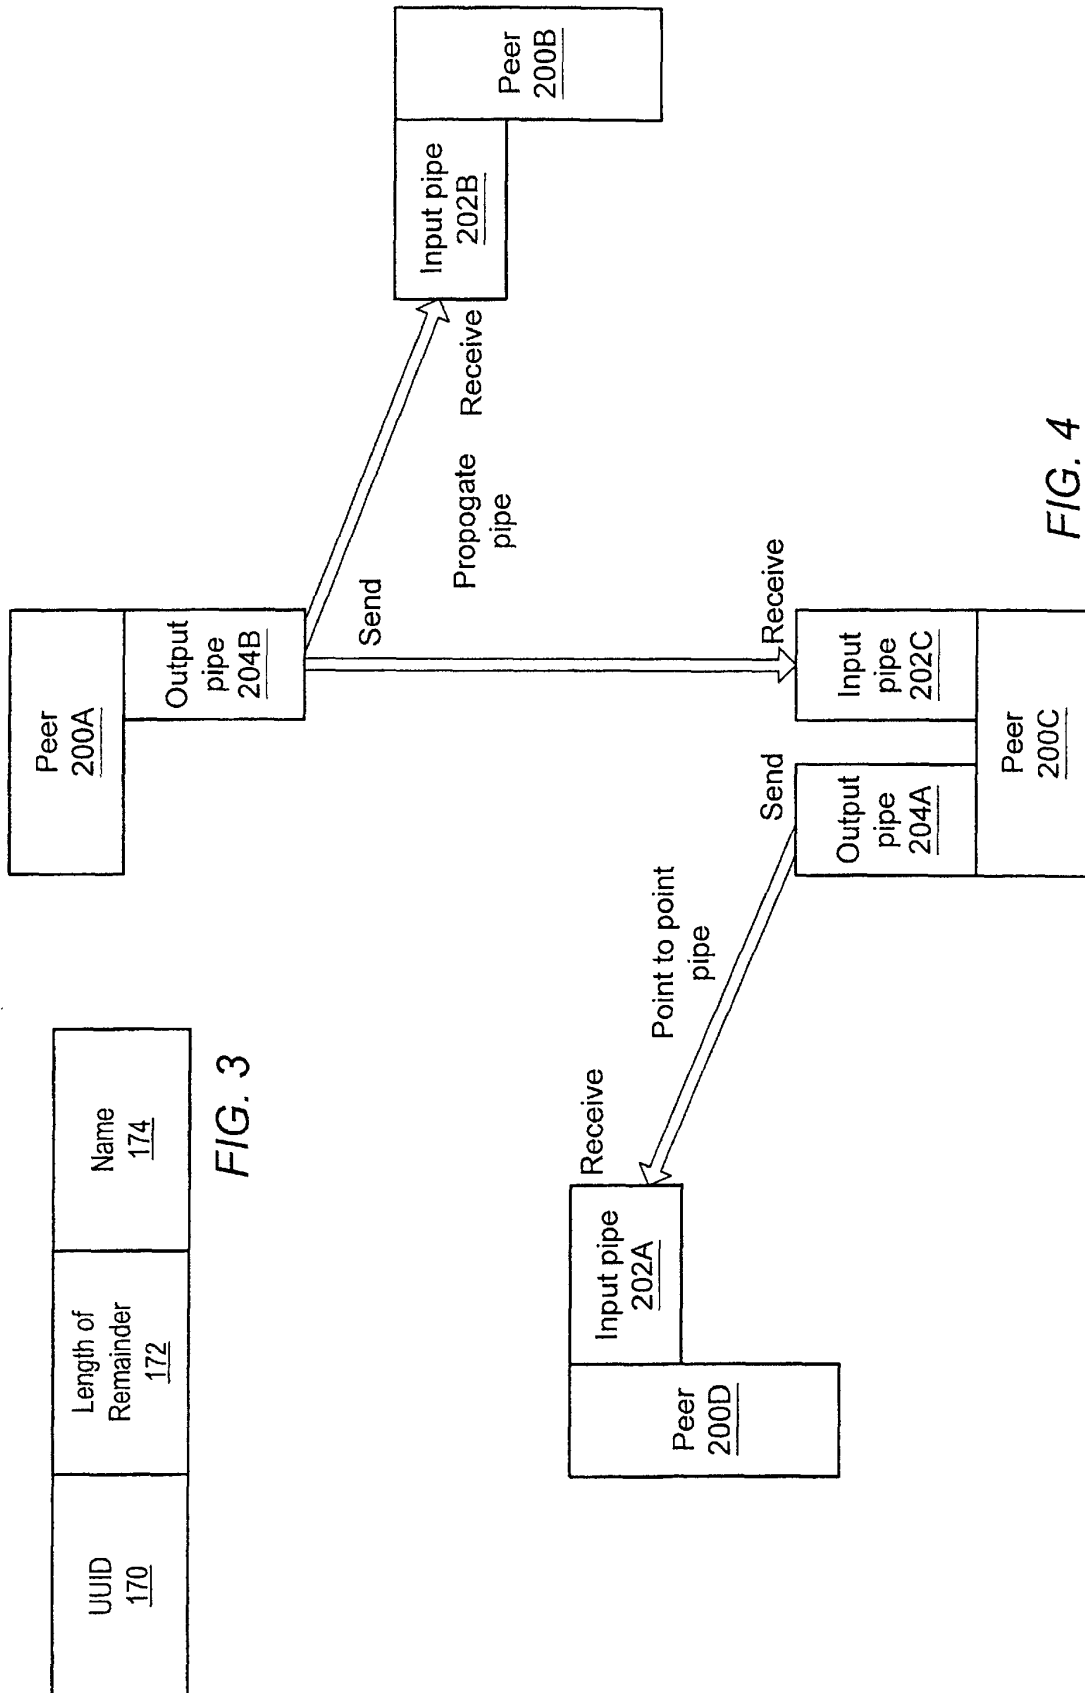 UUID
170
Length of
Remainder
172
Name
174
FIG. 3
Peer
200A
Output
pipe
204B
Send
Propogate
pipe
Receive
Input pipe
202B
Peer
200B
Receive
Input
pipe
202C
Peer
200C
Output
pipe
204A
Send
Point to point
pipe
Receive
Input pipe
202A
Peer
200D
FIG. 4